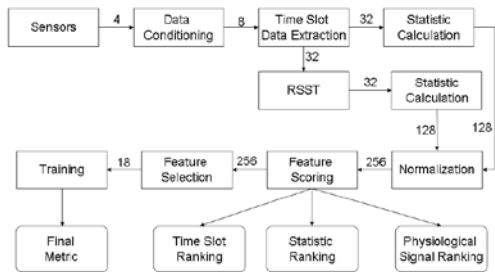 Sensors
4
Data
Conditioning
8
Time Slot
Data Extraction
32
Statistic
Calculation
32
RSST
32
Statistic
Calculation
128
128
Training
18
Feature
Selection
256
Feature
Scoring
256
Normalization
Final
Metric
Time Slot
Ranking
Statistic
Ranking
Physiological
Signal Ranking